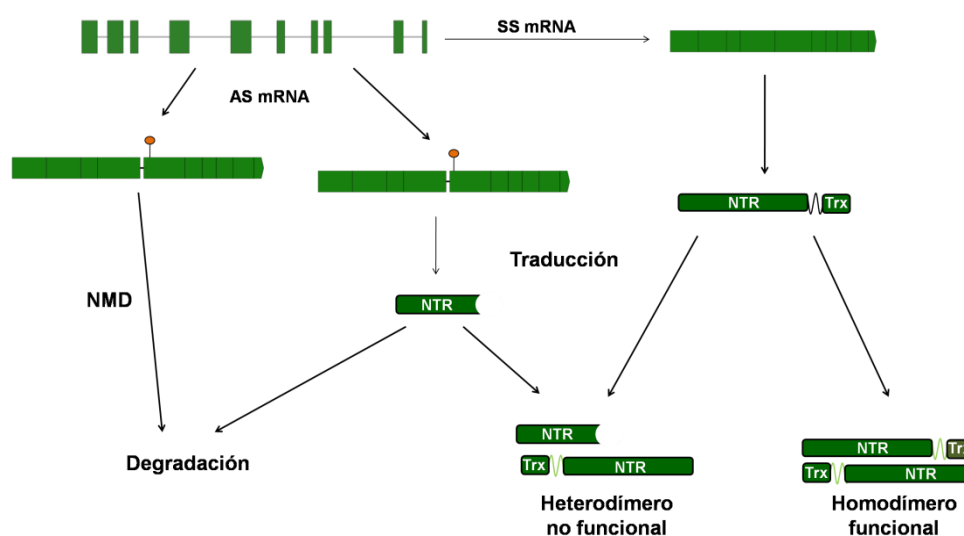 SS mRNA
AS mRNA
NTR Trx
Traducción
NMD
NTR
Degradación
NTR
Trx NTR
Heterodímero
no funcional
NTR
Trx NTR
Homodímero
funcional